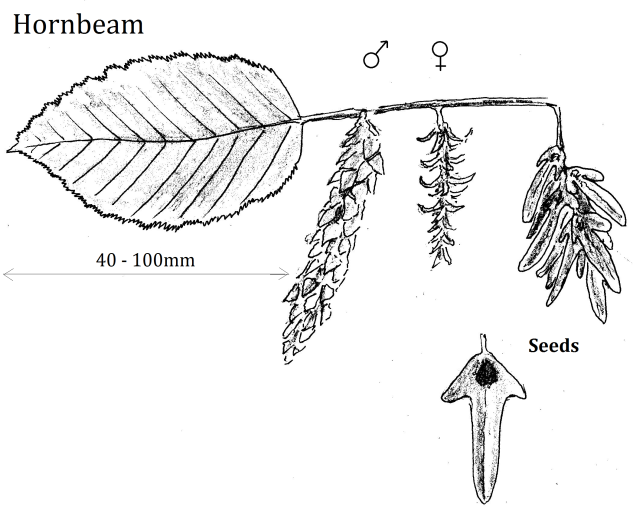 Hornbeam
♂ ♀
40 - 100mm
Seeds